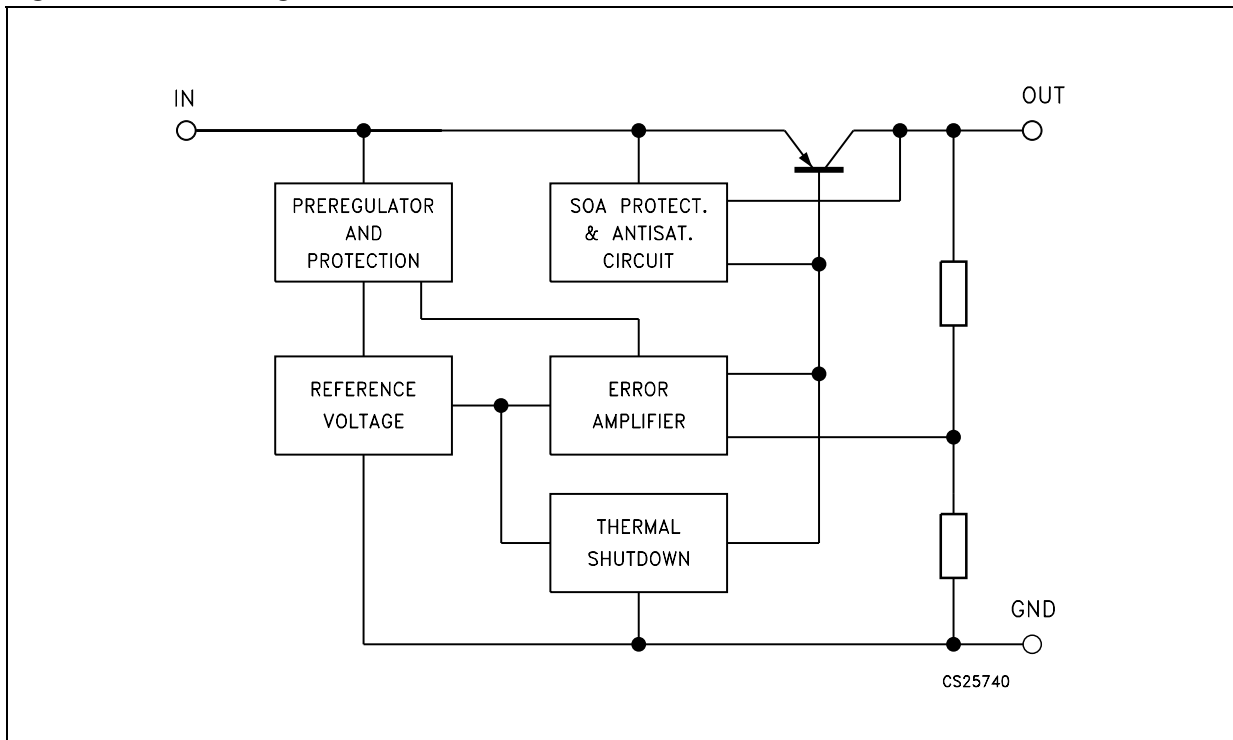 IN
OUT
PREREGULATOR
AND
PROTECTION
SOA PROTECT.
& ANTISAT.
CIRCUIT
REFERENCE
VOLTAGE
ERROR
AMPLIFIER
THERMAL
SHUTDOWN
GND
CS25740